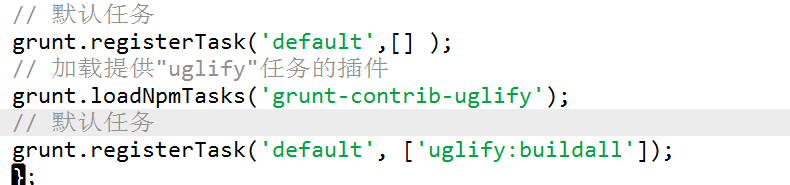 // 默认任务
grunt.registerTask('default',[] );
// 加载提供"uglify"任务的插件
grunt.loadNpmTasks('grunt-contrib-uglify');
// 默认任务
grunt.registerTask('default', ['uglify:buildall']);
};